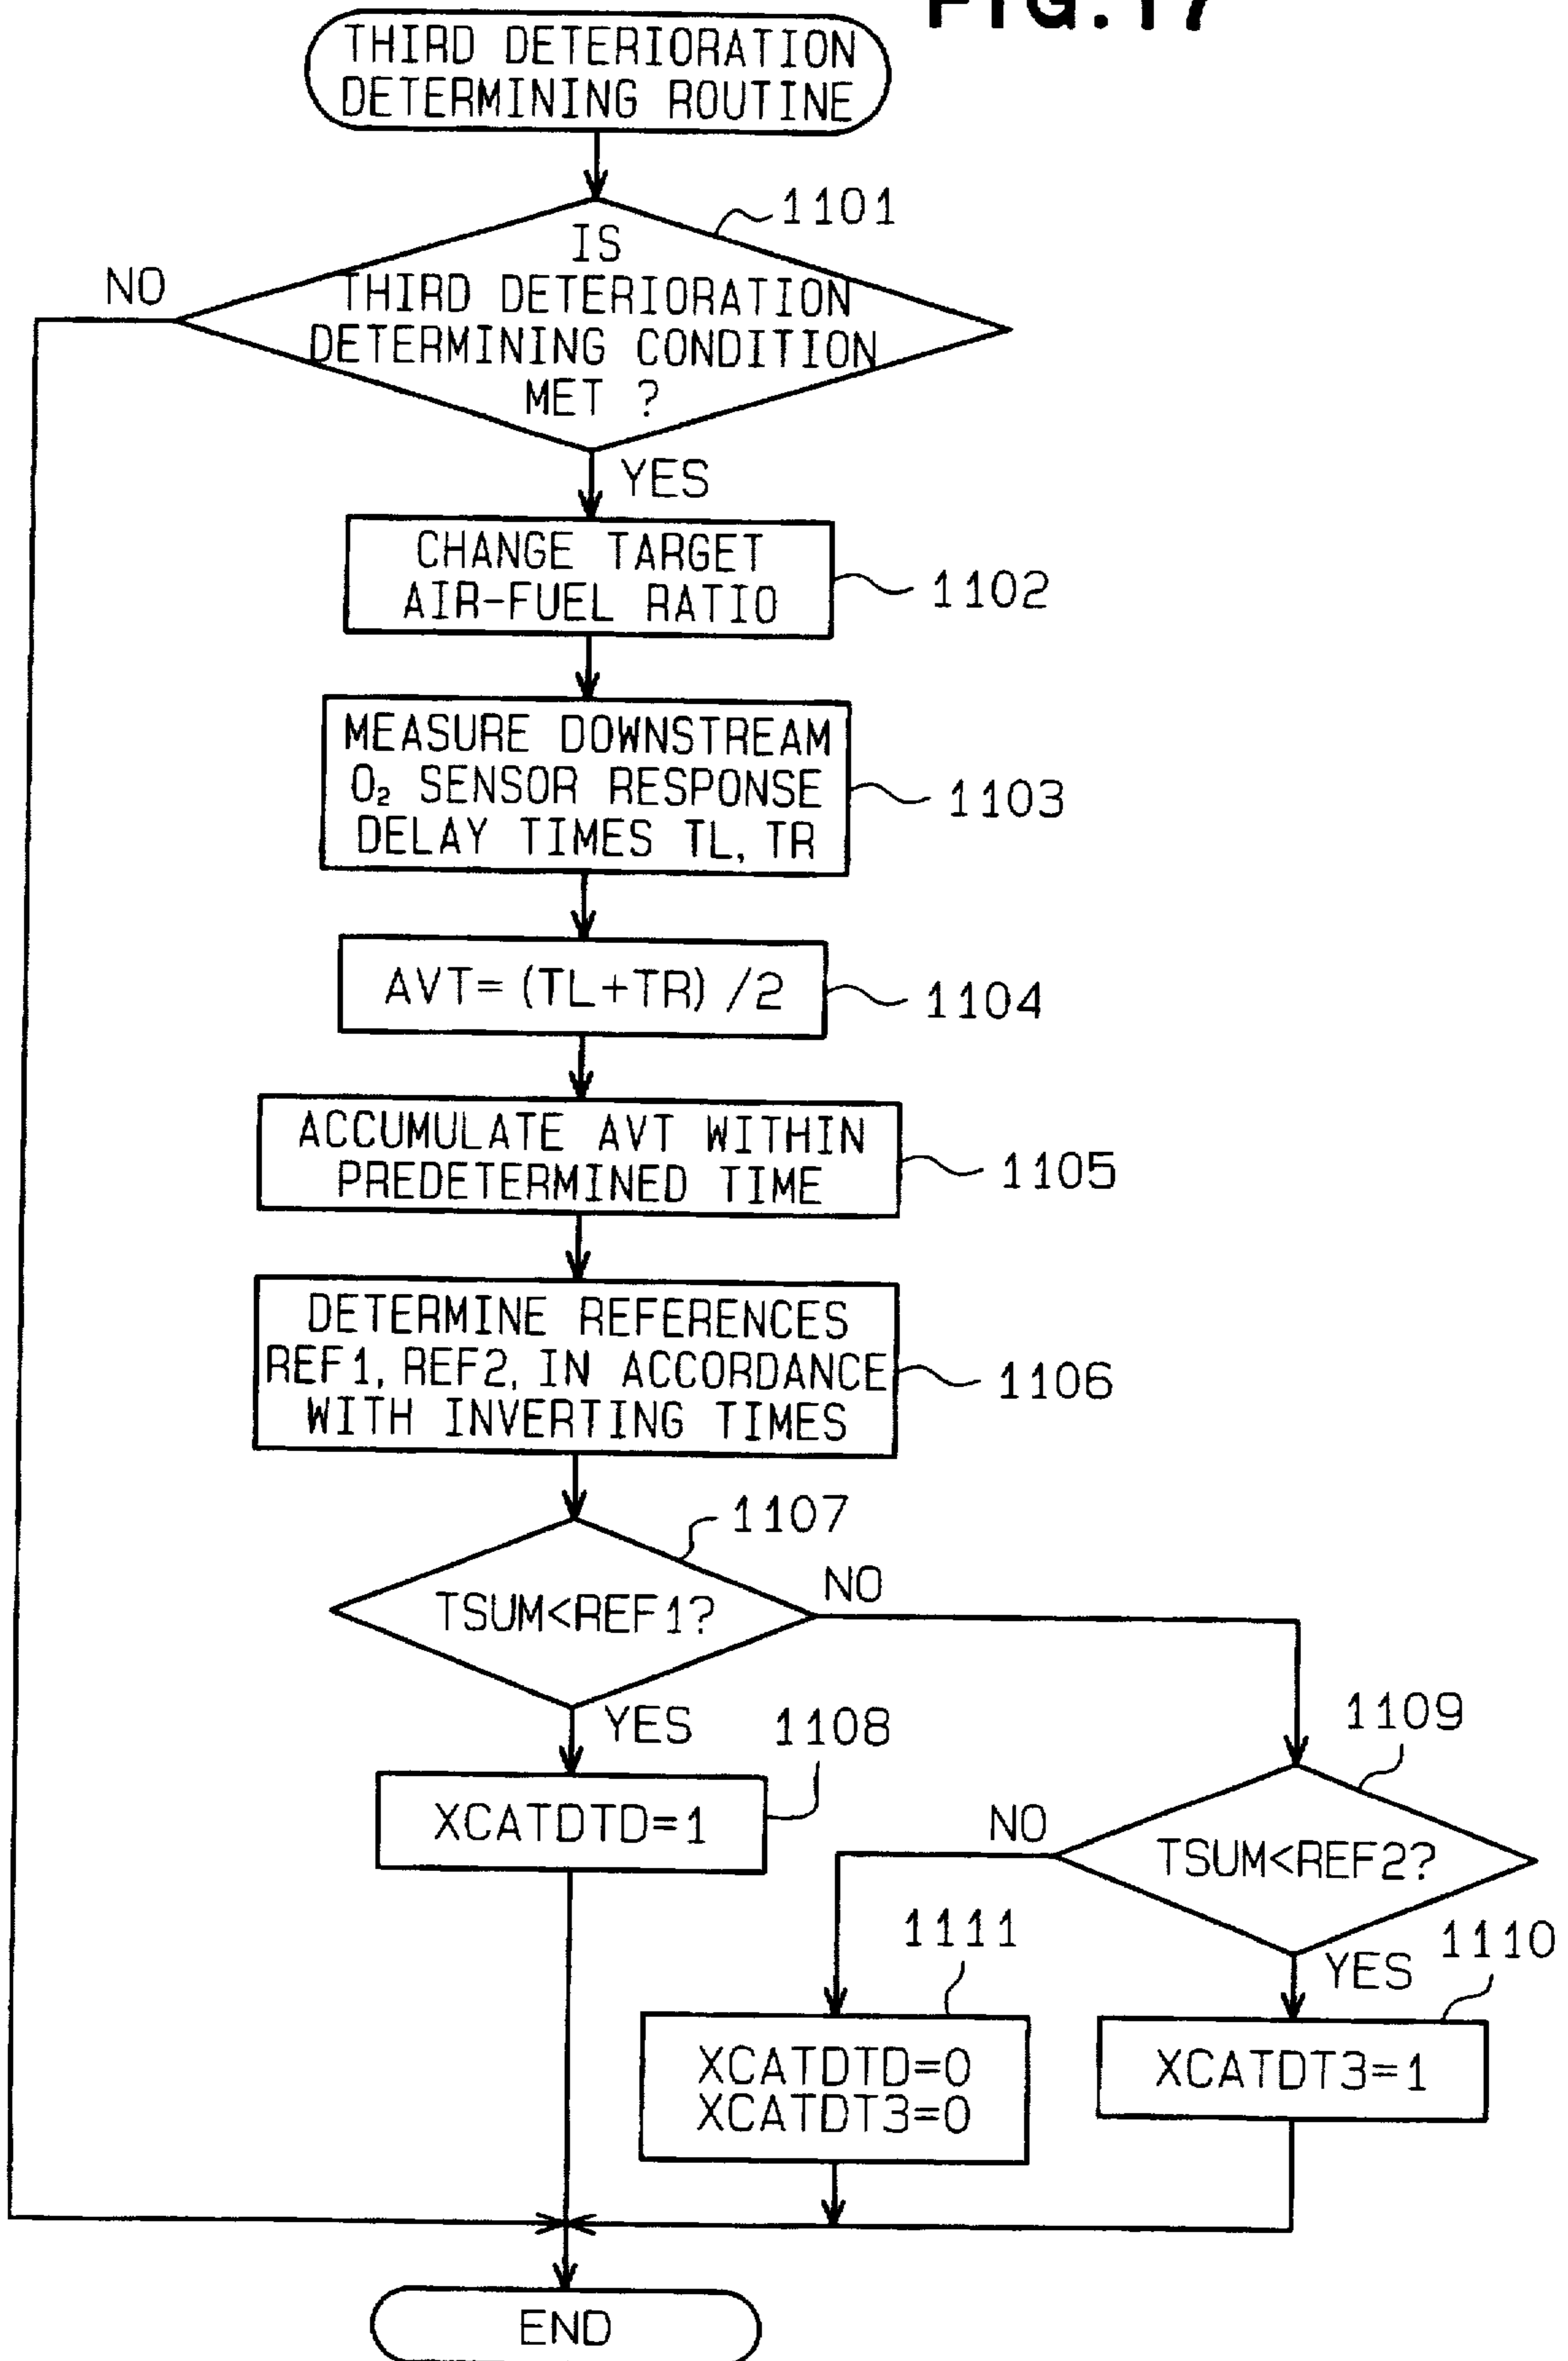 FIG.17
THIRD DETERIORATION
DETERMINING ROUTINE
1101
IS
THIRD DETERIORATION
DETERMINING CONDITION
MET ?
NO
YES
CHANGE TARGET
AIR-FUEL RATIO
1102
MEASURE DOWNSTREAM
O₂ SENSOR RESPONSE
DELAY TIMES TL, TR
1103
AVT=(TL+TR)/2
1104
ACCUMULATE AVT WITHIN
PREDETERMINED TIME
1105
DETERMINE REFERENCES
REF1, REF2, IN ACCORDANCE
WITH INVERTING TIMES
1106
1107
TSUM<REF1?
NO
YES
1108
XCATDTD=1
1109
TSUM<REF2?
NO
YES
1111
XCATDTD=0
XCATDT3=0
1110
XCATDT3=1
END